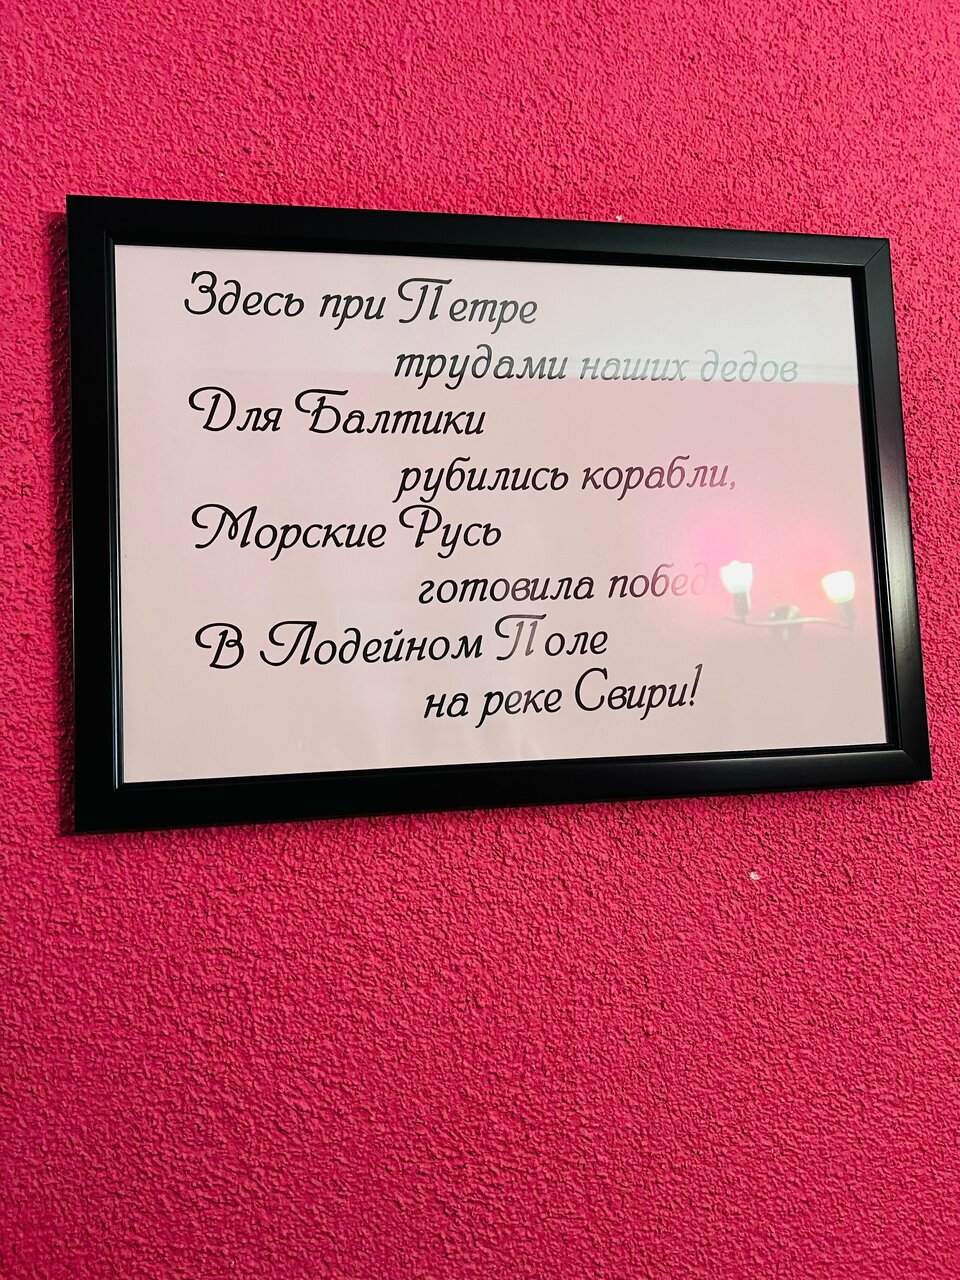 Здесь при Петре
трудами наших дедов
Для Балтики
рубились корабли,
Морские Русь
готовила
В Лодейном Поле
на реке Свири!